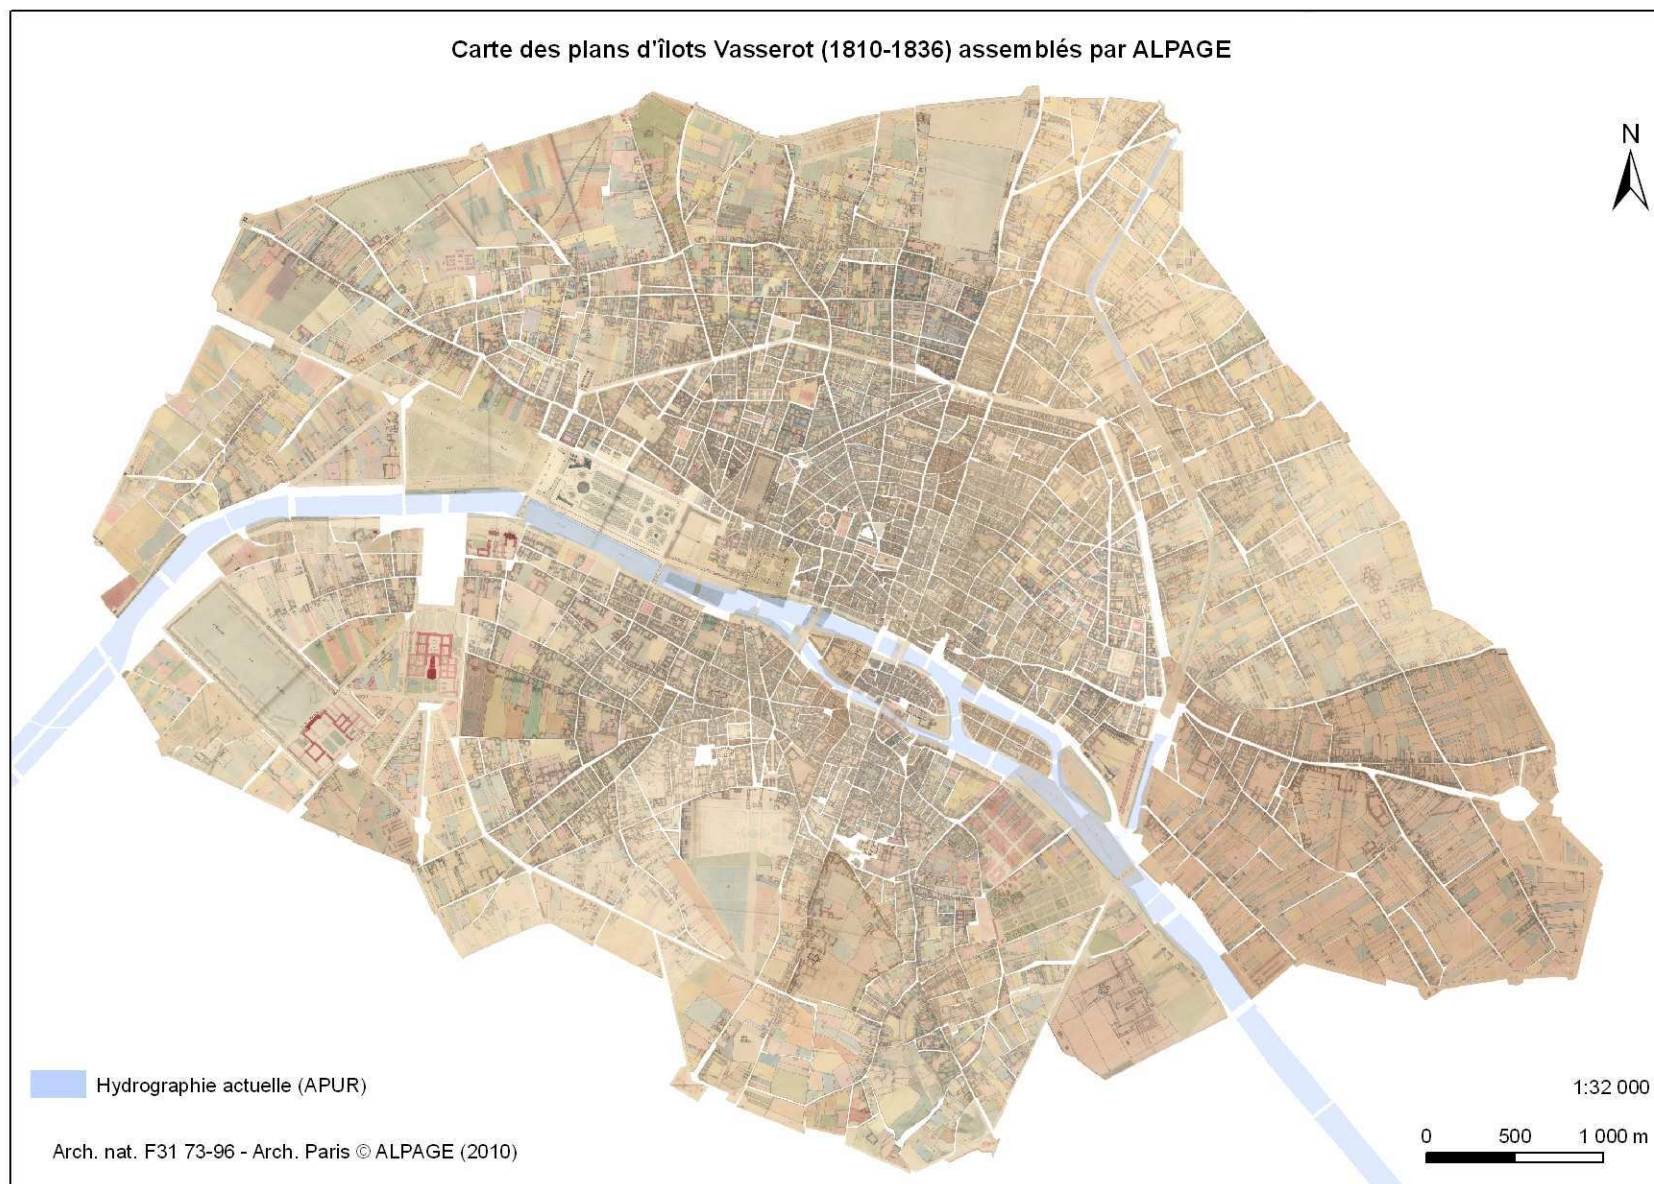 Carte des plans d'îlots Vasserot (1810-1836) assemblés par ALPAGE
N
Hydrographie actuelle (APUR)
1:32 000
0 500 1 000 m
Arch. nat. F31 73-96 - Arch. Paris © ALPAGE (2010)